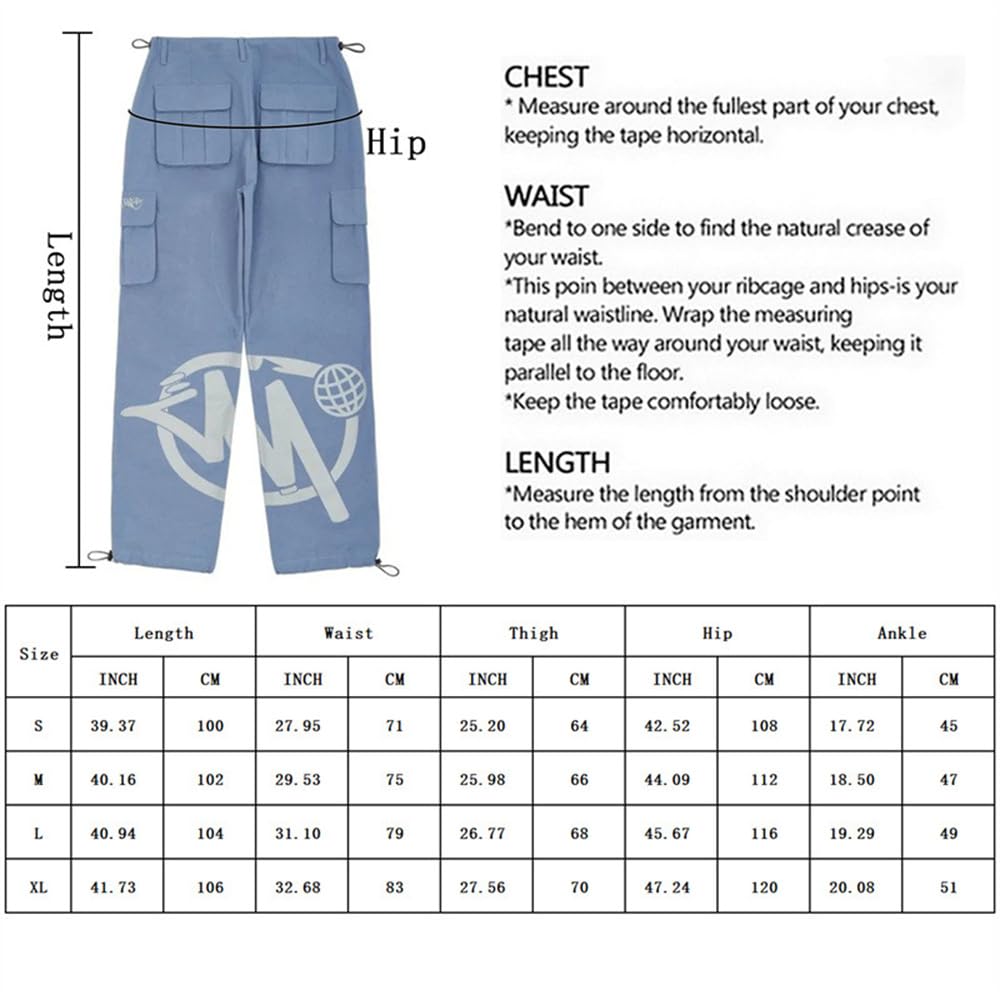 Length
Hip
CHEST
* Measure around the fullest part of your chest,
keeping the tape horizontal.
WAIST
*Bend to one side to find the natural crease of
your waist.
*This poin between your ribcage and hips-is your
natural waistline. Wrap the measuring
tape all the way around your waist, keeping it
parallel to the floor.
*Keep the tape comfortably loose.
LENGTH
*Measure the length from the shoulder point
to the hem of the garment.
Size Length Waist Thigh Hip Ankle
INCH CM INCH CM INCH CM INCH CM INCH CM
S 39.37 100 27.95 71 25.20 64 42.52 108 17.72 45
M 40.16 102 29.53 75 25.98 66 44.09 112 18.50 47
L 40.94 104 31.10 79 26.77 68 45.67 116 19.29 49
XL 41.73 106 32.68 83 27.56 70 47.24 120 20.08 51